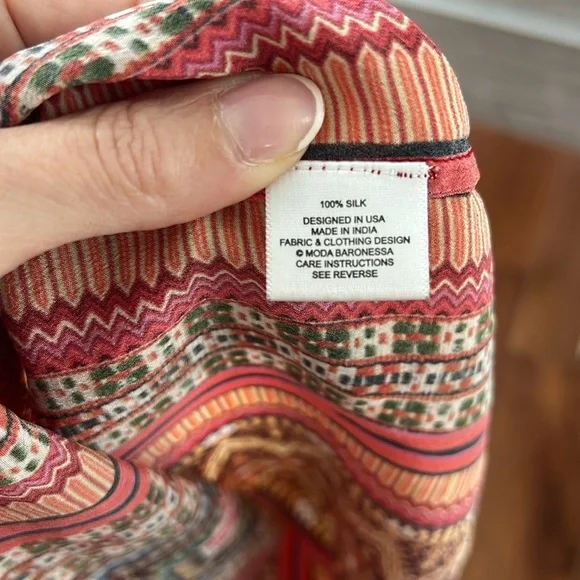 100% SILK
DESIGNED IN USA
MADE IN INDIA
FABRIC & CLOTHING DESIGN
© MODA BARONESSA
CARE INSTRUCTIONS
SEE REVERSE